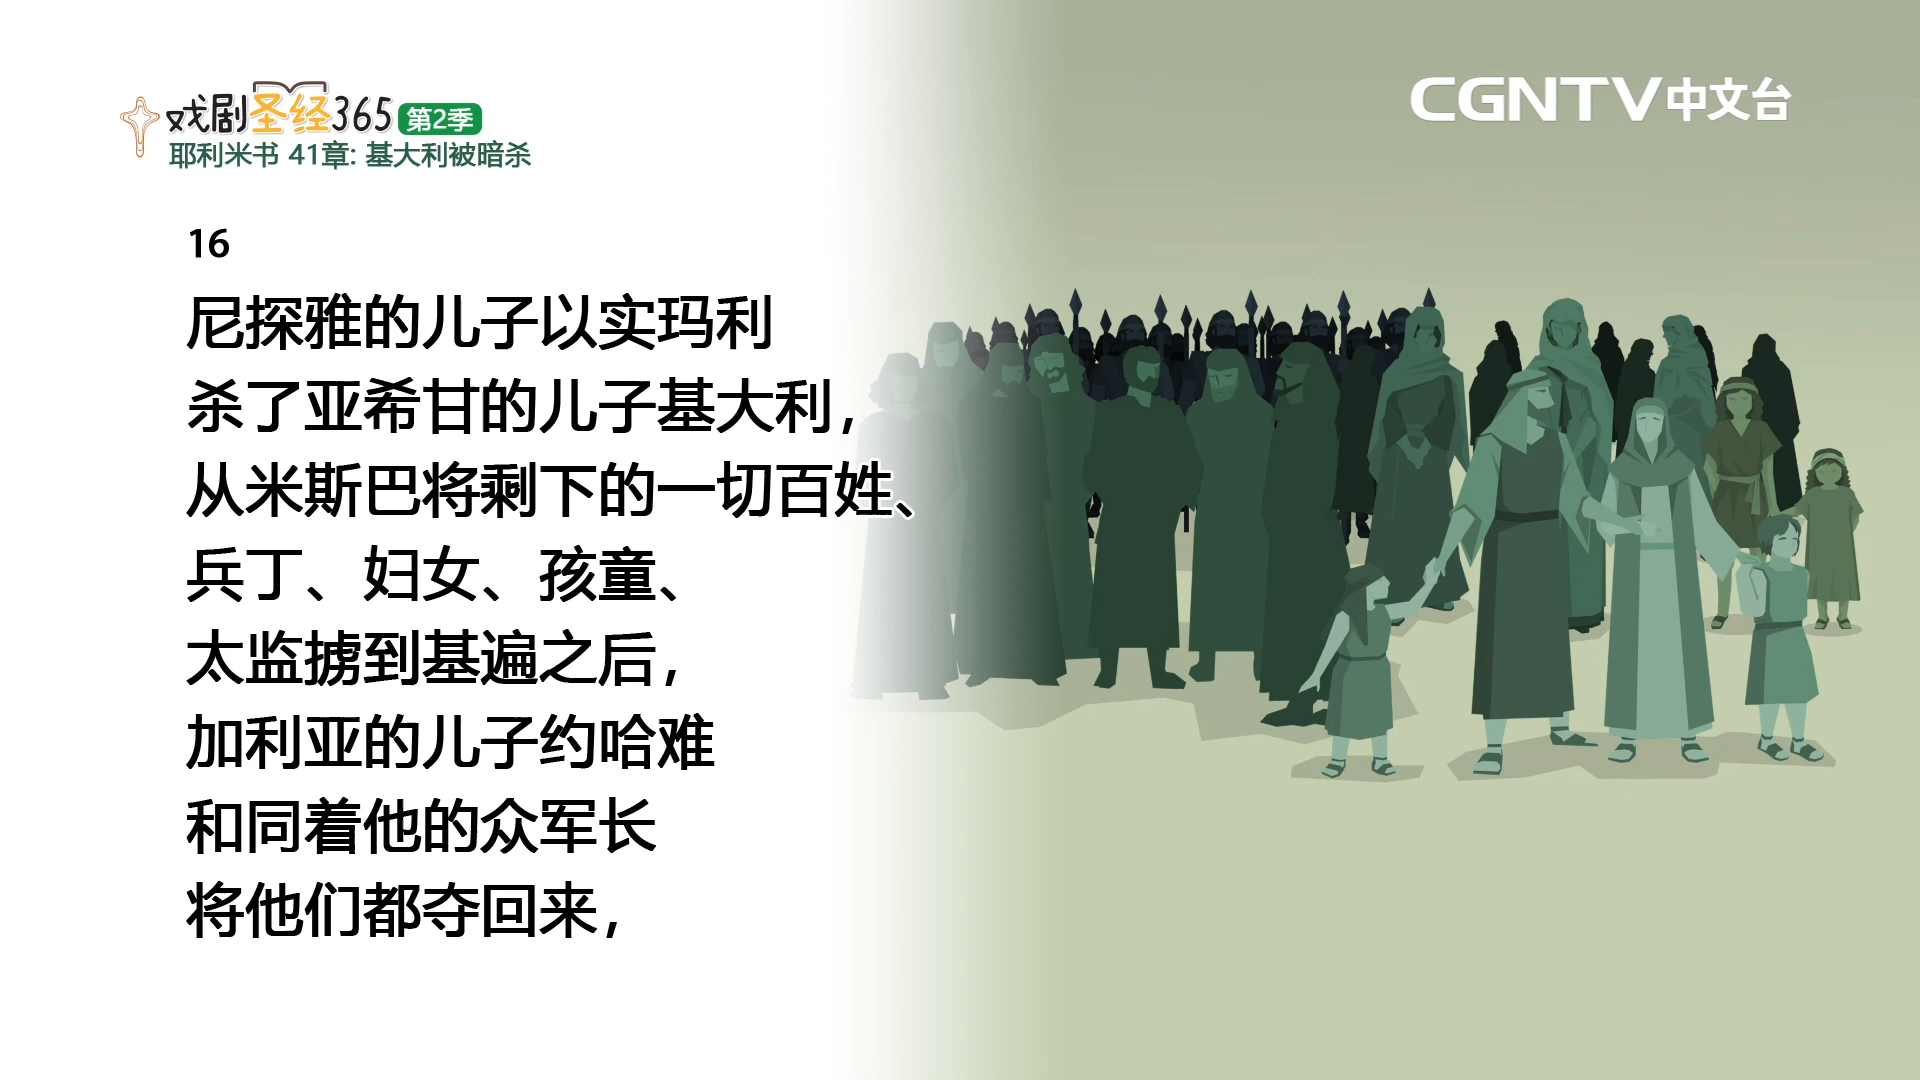 戏剧圣经365 第2季
耶利米书 41章: 基大利被暗杀
CGNTV中文台
16
尼探雅的儿子以实玛利
杀了亚希甘的儿子基大利，
从米斯巴将剩下的一切百姓、
兵丁、妇女、孩童、
太监掳到基遍之后，
加利亚的儿子约哈难
和同着他的众军长
将他们都夺回来，